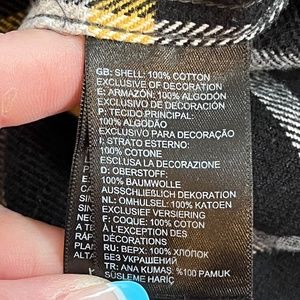 GB: SHELL: 100% COTTON
EXCLUSIVE OF DECORATION
E: ARMAZÓN: 100% ALGODÓN
EXCLUSIVO DE DECORACIÓN
P: TECIDO PRINCIPAL:
100% ALGODÃO
EXCLUSIVO PARA DECORAÇÃO
I: STRATO ESTERNO:
100% COTONE
ESCLUSA LA DECORAZIONE
D: OBERSTOFF:
100% BAUMWOLLE
AUSSCHLIEßLICH DEKORATION
NL: OMHULSEL: 100% KATOEN
EXCLUSIEF VERSIERING
F: COQUE: 100% COTON
À L'EXCEPTION DES
DÉCORATIONS
RU: ВЕРХ: 100% ХЛОПОК
БЕЗ УКРАШЕНИЙ
TR: ANA KUMAS: %100 PAMUK
SÜSLEME HARİÇ